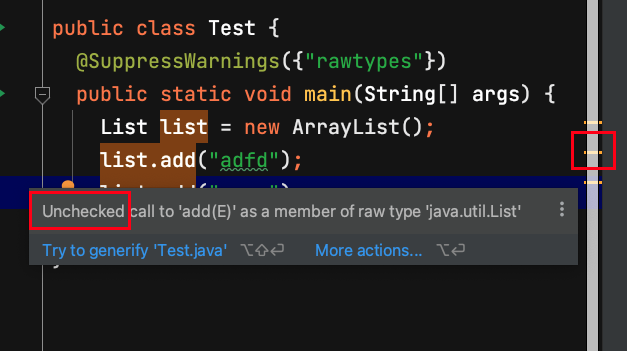 public class Test {
@SuppressWarnings({"rawtypes"})
public static void main(String[] args) {
List list = new ArrayList();
list.add("adfd");
Unchecked call to 'add(E)' as a member of raw type 'java.util.List'
Try to generify 'Test.java' ⌥⇧⏎ More actions... ⌥⏎
}